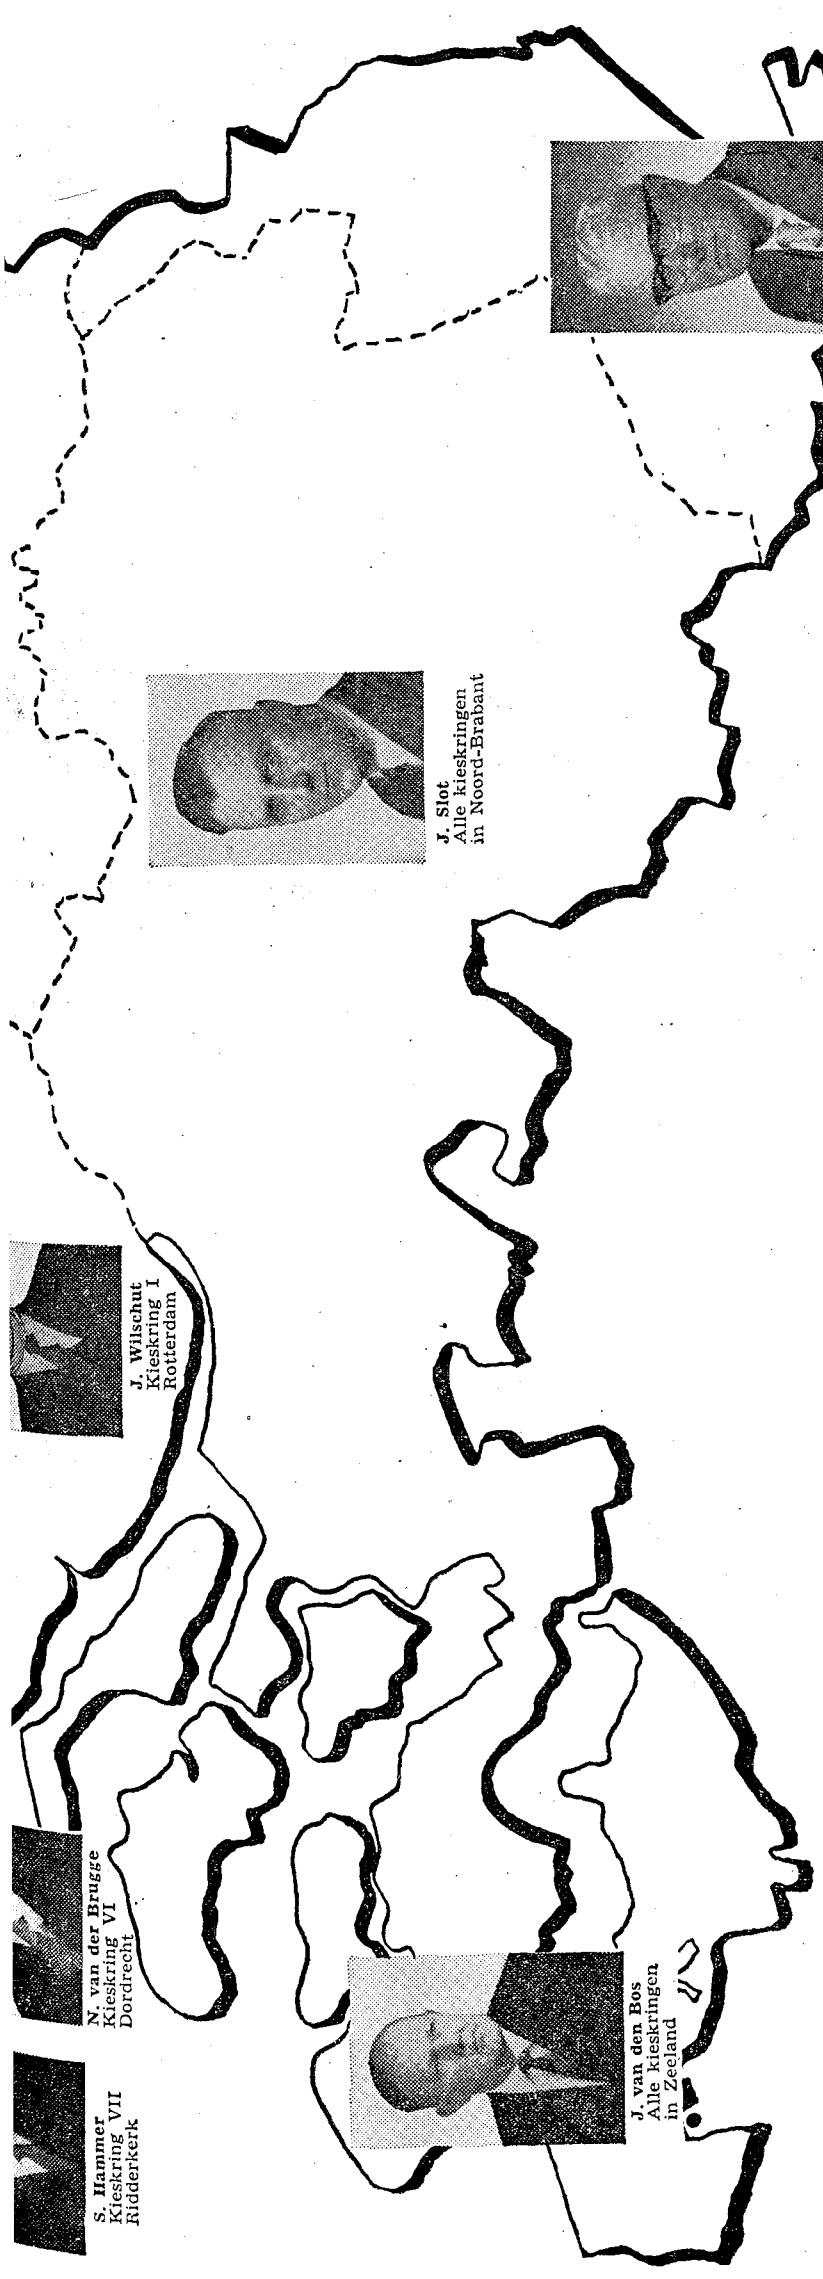 J. Slot
Alle kieskringen
in Noord-Brabant
J. Wilschut
Kieskring I
Rotterdam
N. van der Brugge
Kieskring VI
Dordrecht
S. Hammer
Kieskring VII
Ridderkerk
J. van den Bos
Alle kieskringen
in Zeeland